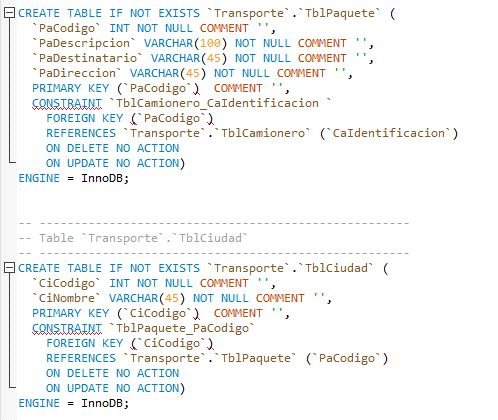 CREATE TABLE IF NOT EXISTS `Transporte`.`TblPaquete` (
`PaCodigo` INT NOT NULL COMMENT '',
`PaDescripcion` VARCHAR(100) NOT NULL COMMENT '',
`PaDestinatario` VARCHAR(45) NOT NULL COMMENT '',
`PaDireccion` VARCHAR(45) NOT NULL COMMENT '',
PRIMARY KEY (`PaCodigo`)  COMMENT '',
CONSTRAINT `TblCamionero_CaIdentificacion `
FOREIGN KEY (`PaCodigo`)
REFERENCES `Transporte`.`TblCamionero` (`CaIdentificacion`)
ON DELETE NO ACTION
ON UPDATE NO ACTION)
ENGINE = InnoDB;
-- -----------------------------------------------------
-- Table `Transporte`.`TblCiudad`
-- -----------------------------------------------------
CREATE TABLE IF NOT EXISTS `Transporte`.`TblCiudad` (
`CiCodigo` INT NOT NULL COMMENT '',
`CiNombre` VARCHAR(45) NOT NULL COMMENT '',
PRIMARY KEY (`CiCodigo`)  COMMENT '',
CONSTRAINT `TblPaquete_PaCodigo`
FOREIGN KEY (`CiCodigo`)
REFERENCES `Transporte`.`TblPaquete` (`PaCodigo`)
ON DELETE NO ACTION
ON UPDATE NO ACTION)
ENGINE = InnoDB;